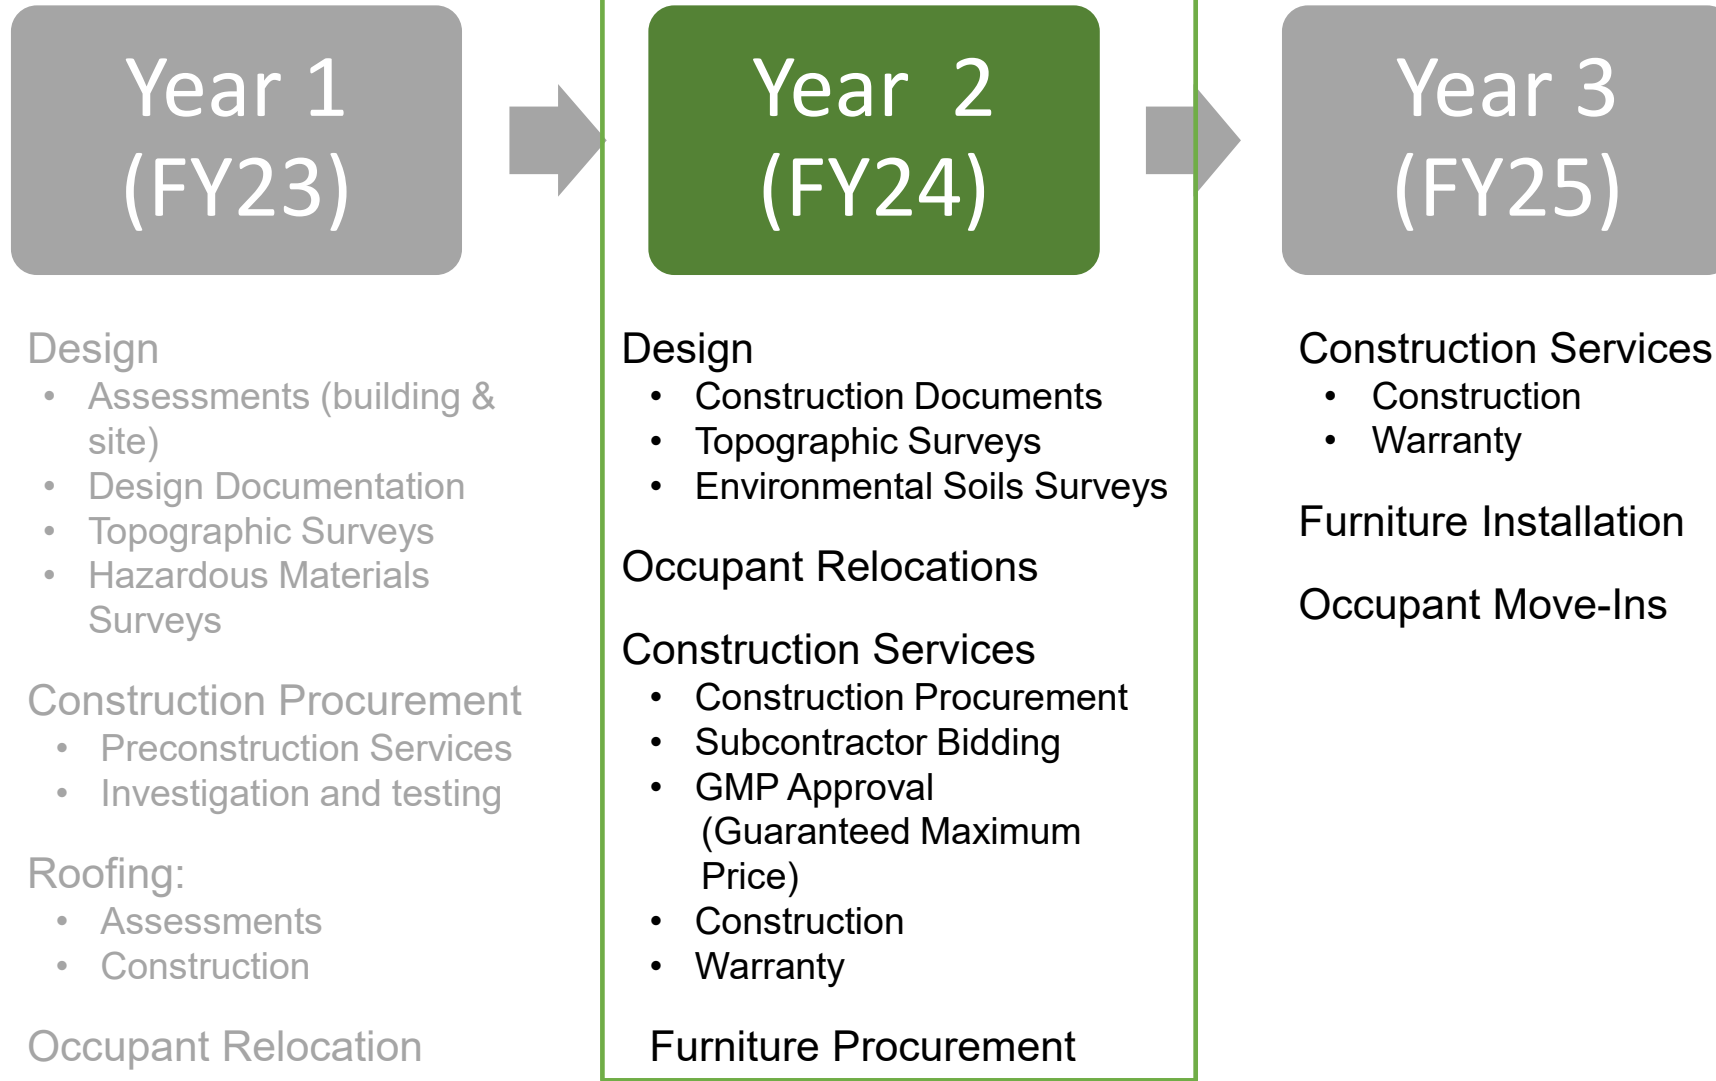 Year 1
(FY23)
Year 2
(FY24)
Year 3
(FY25)
Design
• Assessments (building &
site)
• Design Documentation
• Topographic Surveys
• Hazardous Materials
Surveys
Construction Procurement
• Preconstruction Services
• Investigation and testing
Roofing:
• Assessments
• Construction
Occupant Relocation
Design
• Construction Documents
• Topographic Surveys
• Environmental Soils Surveys
Occupant Relocations
Construction Services
• Construction Procurement
• Subcontractor Bidding
• GMP Approval
(Guaranteed Maximum
Price)
• Construction
• Warranty
Furniture Procurement
Construction Services
• Construction
• Warranty
Furniture Installation
Occupant Move-Ins